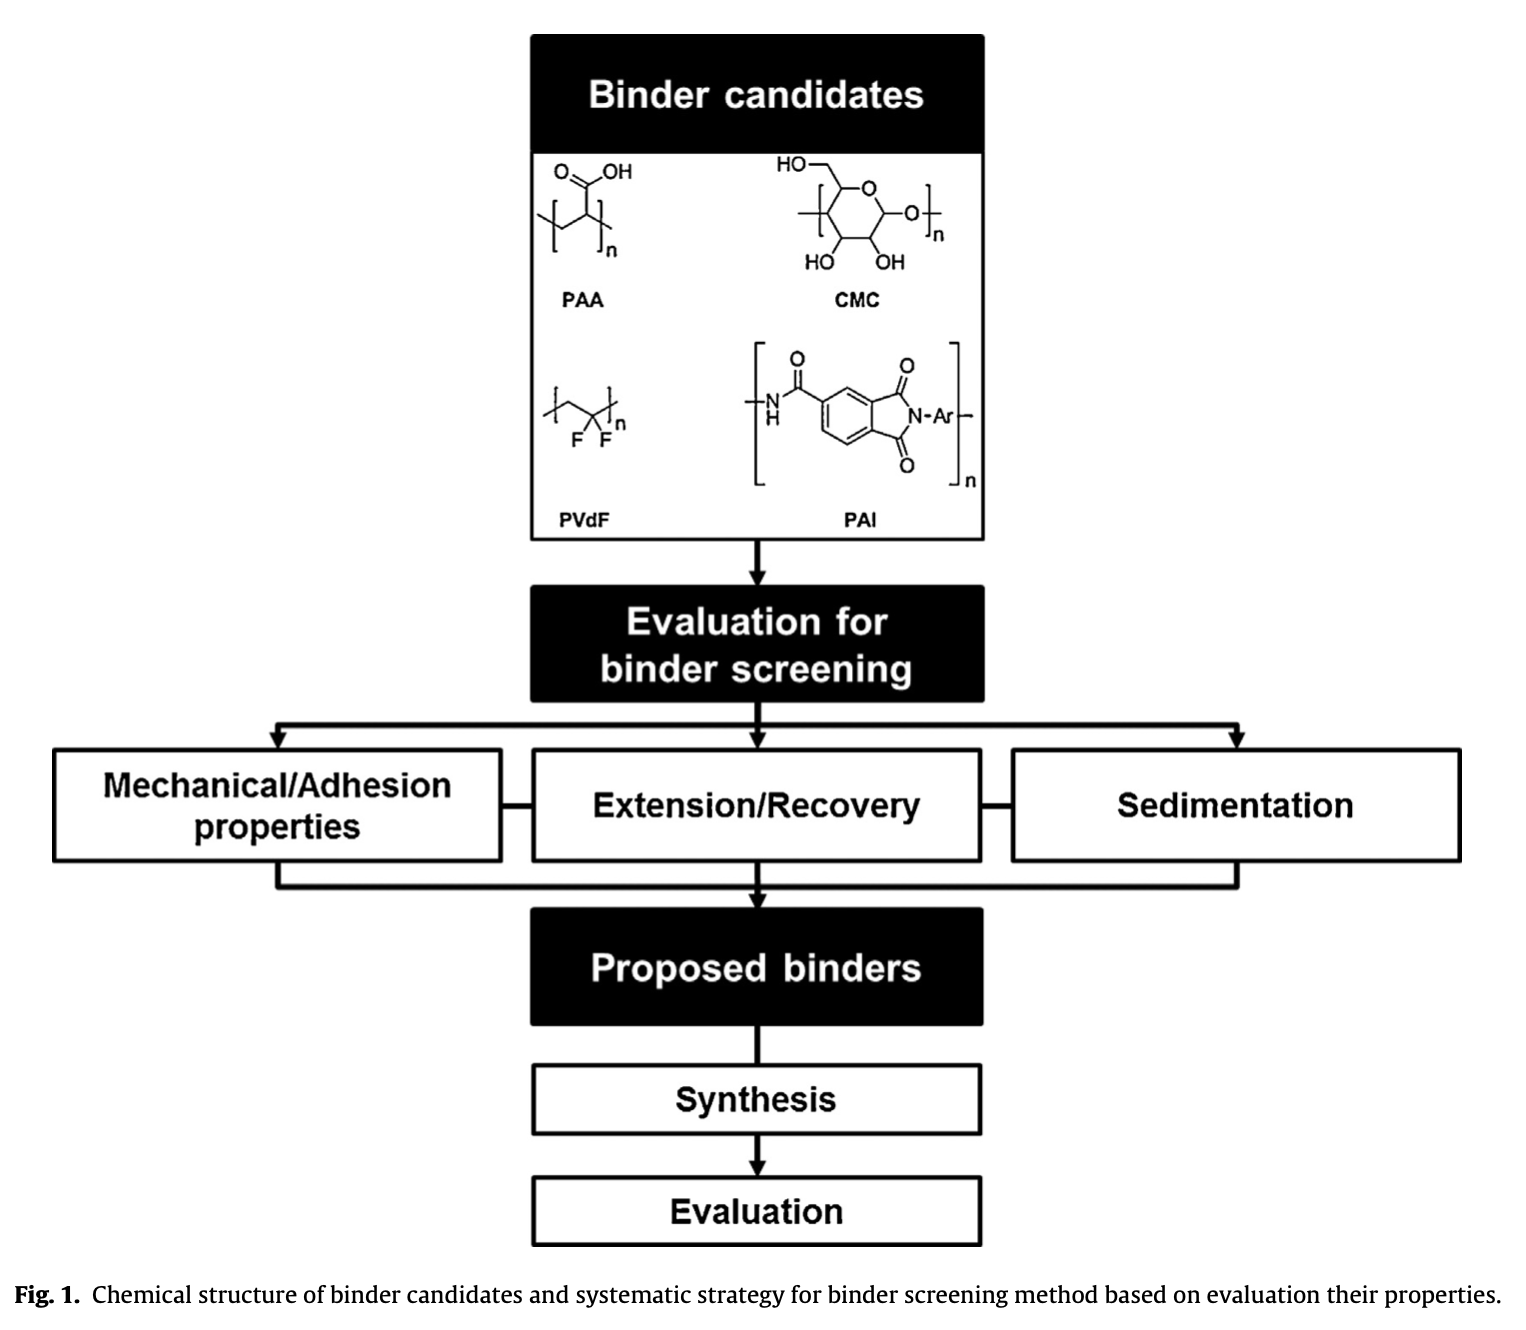 Binder candidates
O OH
n
PAA
HO
O
O
n
HO OH
CMC
F F
n
PVdF
O
N
H
O
N-Ar
O
n
PAI
Evaluation for
binder screening
Mechanical/Adhesion
properties
Extension/Recovery
Sedimentation
Proposed binders
Synthesis
Evaluation
Fig. 1. Chemical structure of binder candidates and systematic strategy for binder screening method based on evaluation their properties.